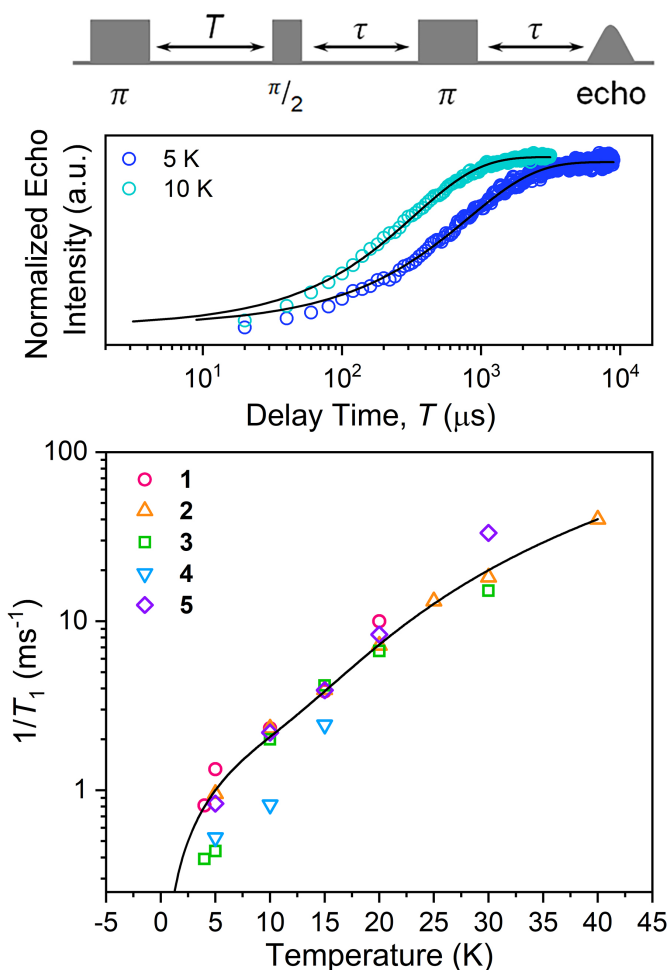 T τ τ
π π/2 π echo
Normalized Echo
Intensity (a.u.)
5 K
10 K
10¹ 10² 10³ 10⁴
Delay Time, T (μs)
1/T₁ (ms⁻¹)
100
10
1
1
2
3
4
5
-5 0 5 10 15 20 25 30 35 40 45
Temperature (K)